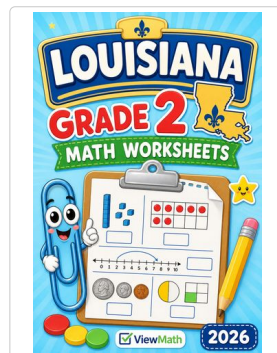 LOUISIANA
GRADE 2
MATH WORKSHEETS
0 1 2 3 4 5 6 7 8 9 10
ViewMath
2026